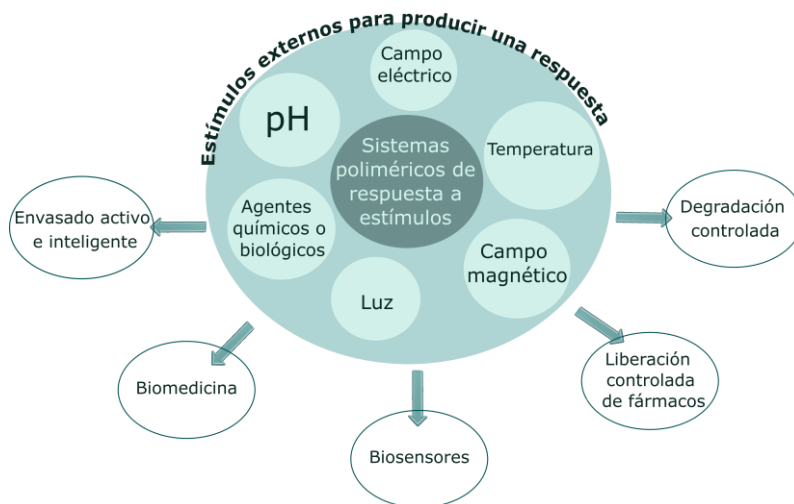 Estímulos externos para producir una respuesta
Campo
eléctrico
pH
Temperatura
Sistemas
poliméricos de
respuesta a
estímulos
Agentes
químicos o
biológicos
Campo
magnético
Luz
Envasado activo
e inteligente
Degradación
controlada
Biomedicina
Liberación
controlada
de fármacos
Biosensores